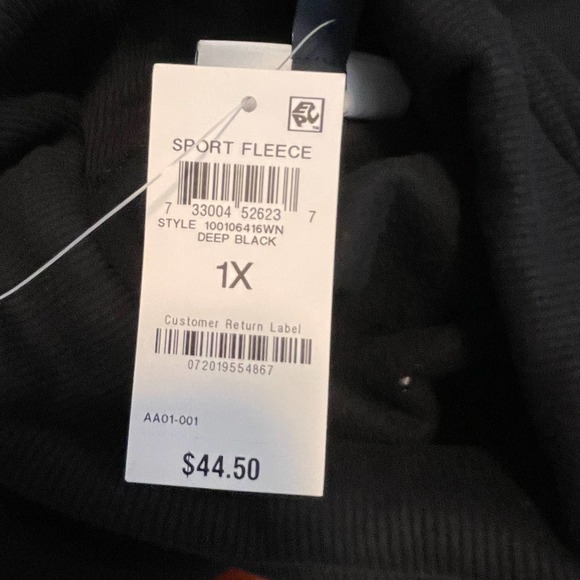 EPC™
SPORT FLEECE
7 33004 52623 7
STYLE 100106416WN
DEEP BLACK
1X
Customer Return Label
072019554867
AA01-001
$44.50